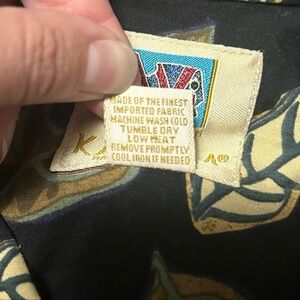 MADE OF THE FINEST
IMPORTED FABRIC
MACHINE WASH COLD
TUMBLE DRY
LOW HEAT
REMOVE PROMPTLY
COOL IRON IF NEEDED